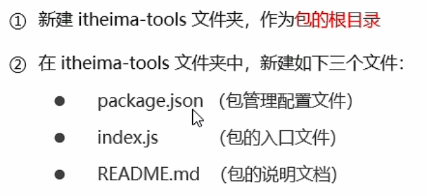 ① 新建 itheima-tools 文件夹，作为包的根目录
② 在 itheima-tools 文件夹中，新建如下三个文件：
● package.json （包管理配置文件）
● index.js （包的入口文件）
● README.md （包的说明文档）